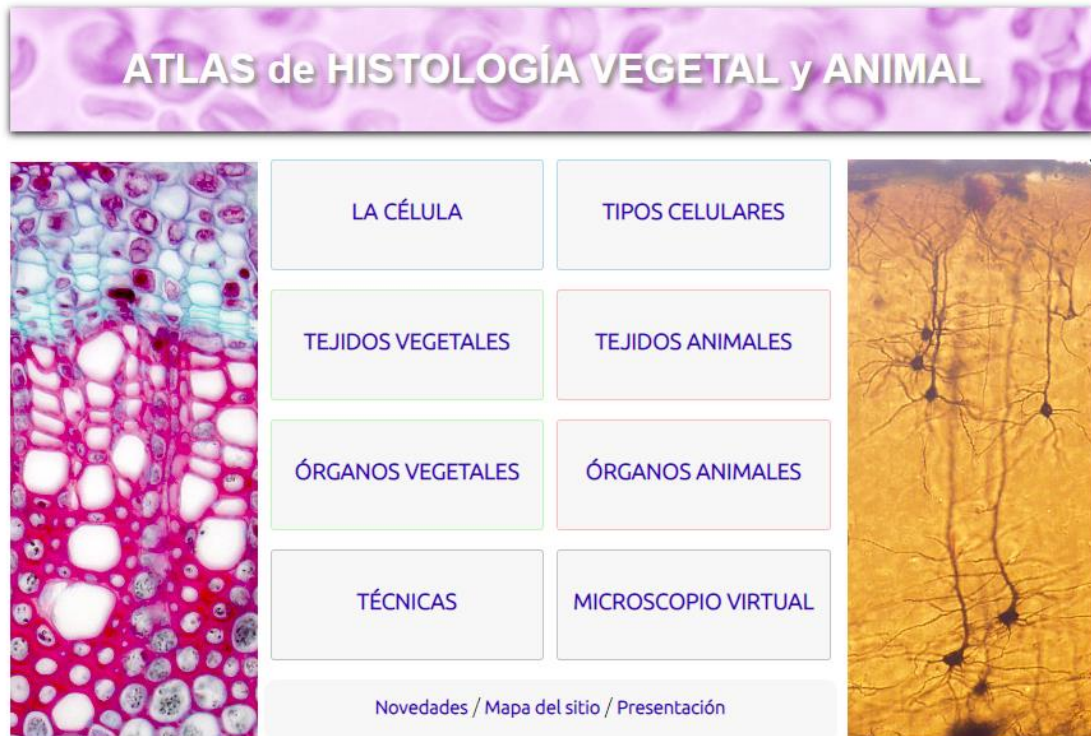 ATLAS de HISTOLOGÍA VEGETAL y ANIMAL
LA CÉLULA
TIPOS CELULARES
TEJIDOS VEGETALES
TEJIDOS ANIMALES
ÓRGANOS VEGETALES
ÓRGANOS ANIMALES
TÉCNICAS
MICROSCOPIO VIRTUAL
Novedades / Mapa del sitio / Presentación